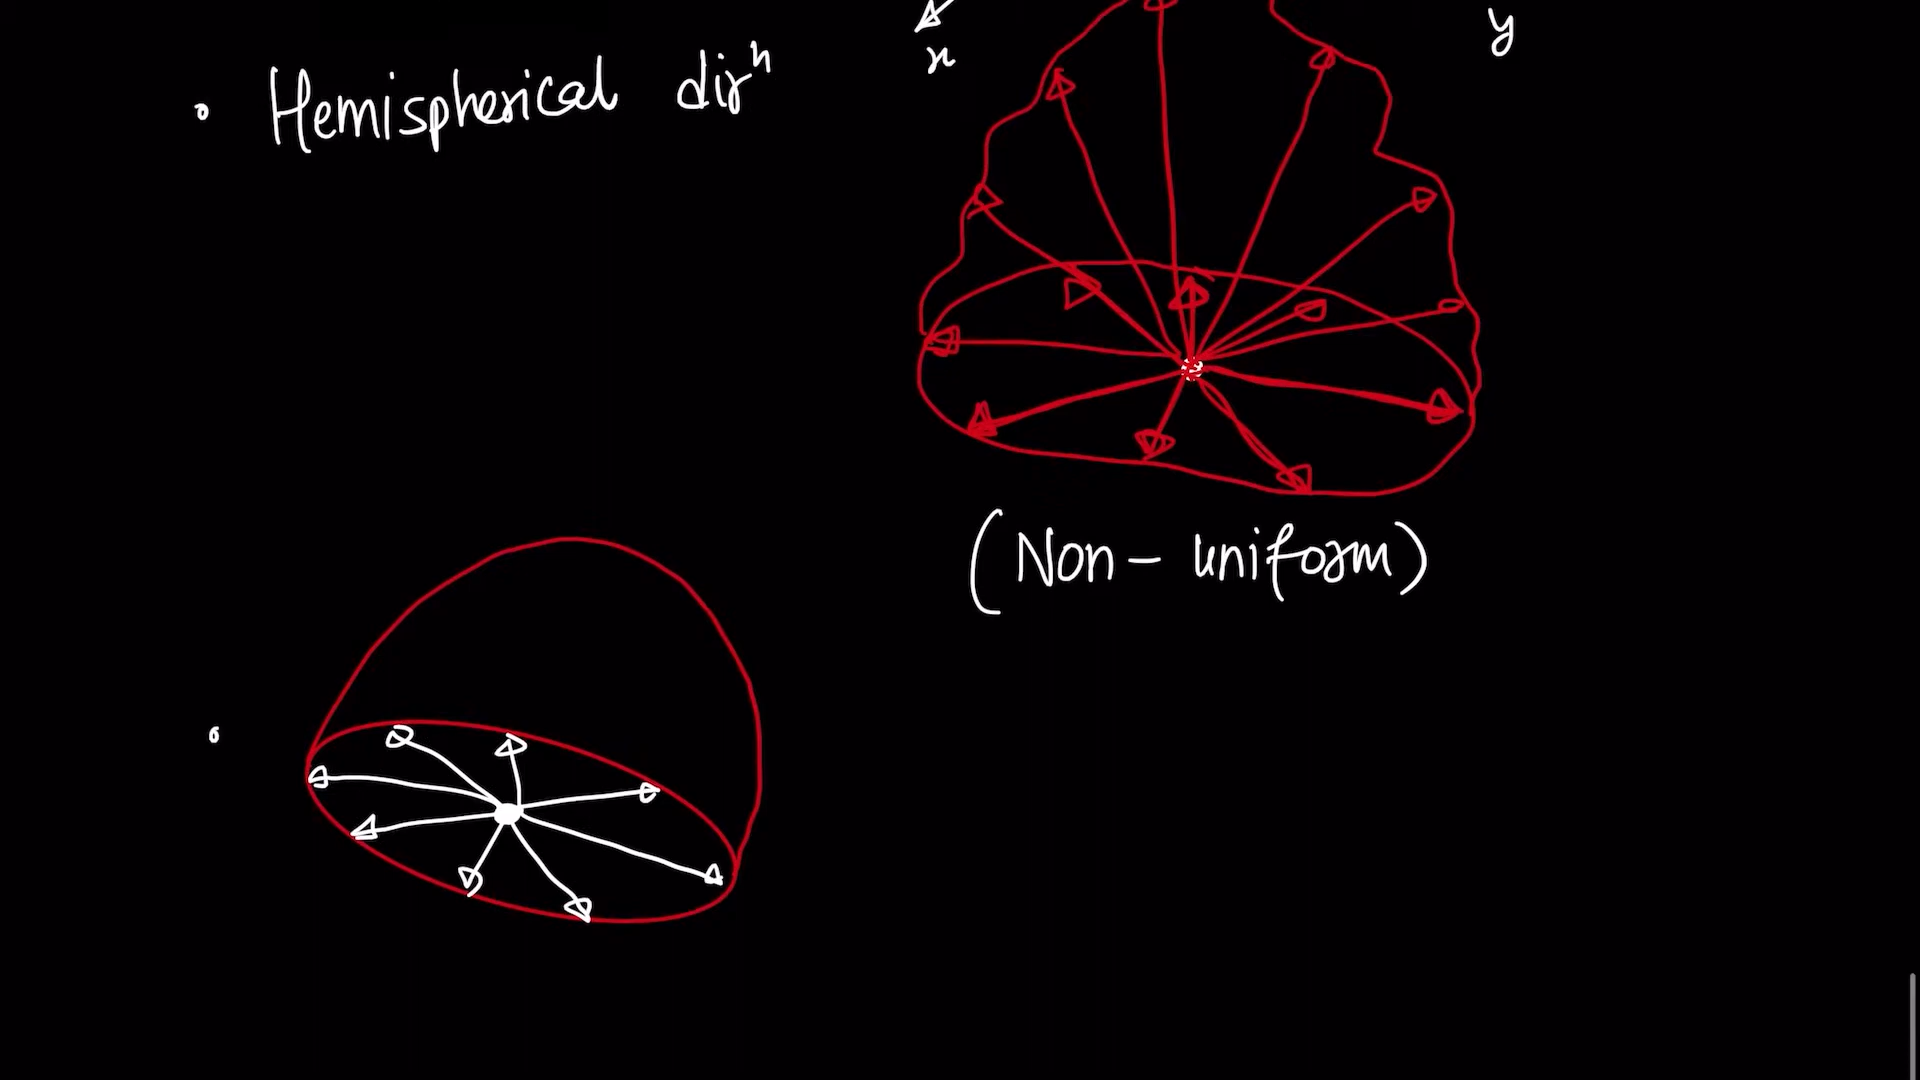 x
y
• Hemispherical dirⁿ
(Non-uniform)